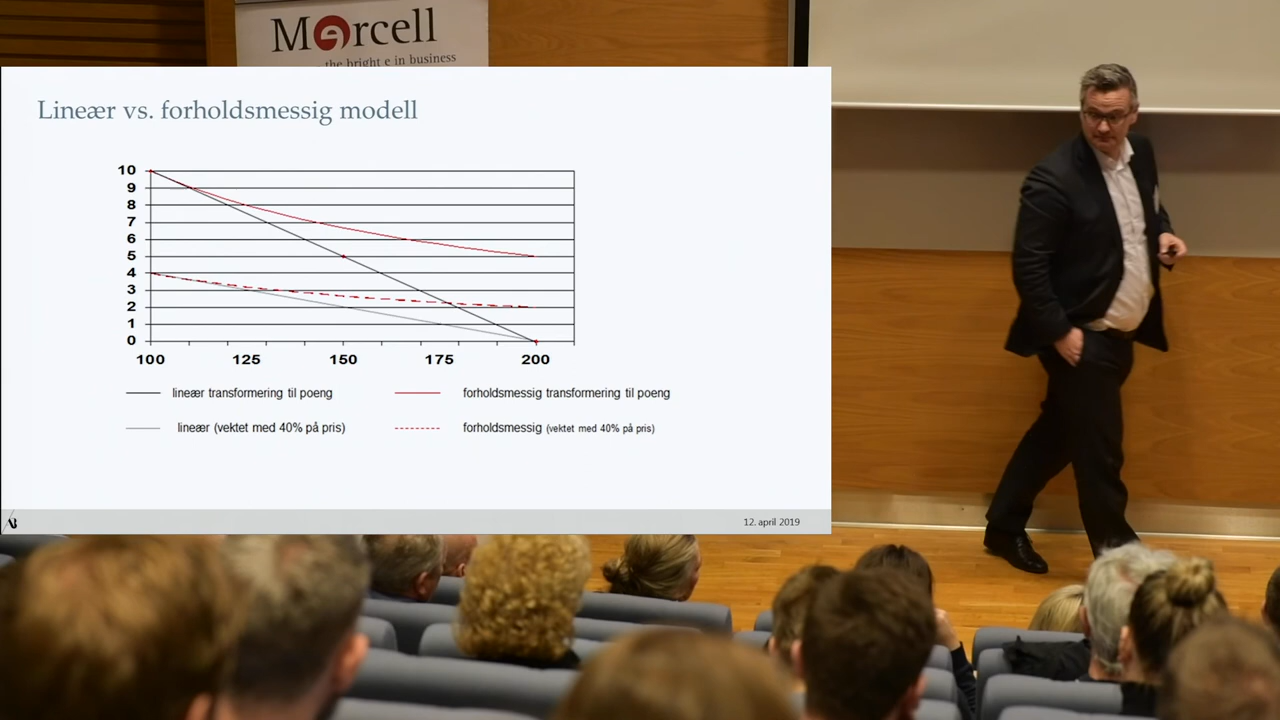 Mercell
the bright e in business
Lineær vs. forholdsmessig modell
10
9
8
7
6
5
4
3
2
1
0
100 125 150 175 200
lineær transformering til poeng forholdsmessig transformering til poeng
lineær (vektet med 40% på pris) forholdsmessig (vektet med 40% på pris)
12. april 2019